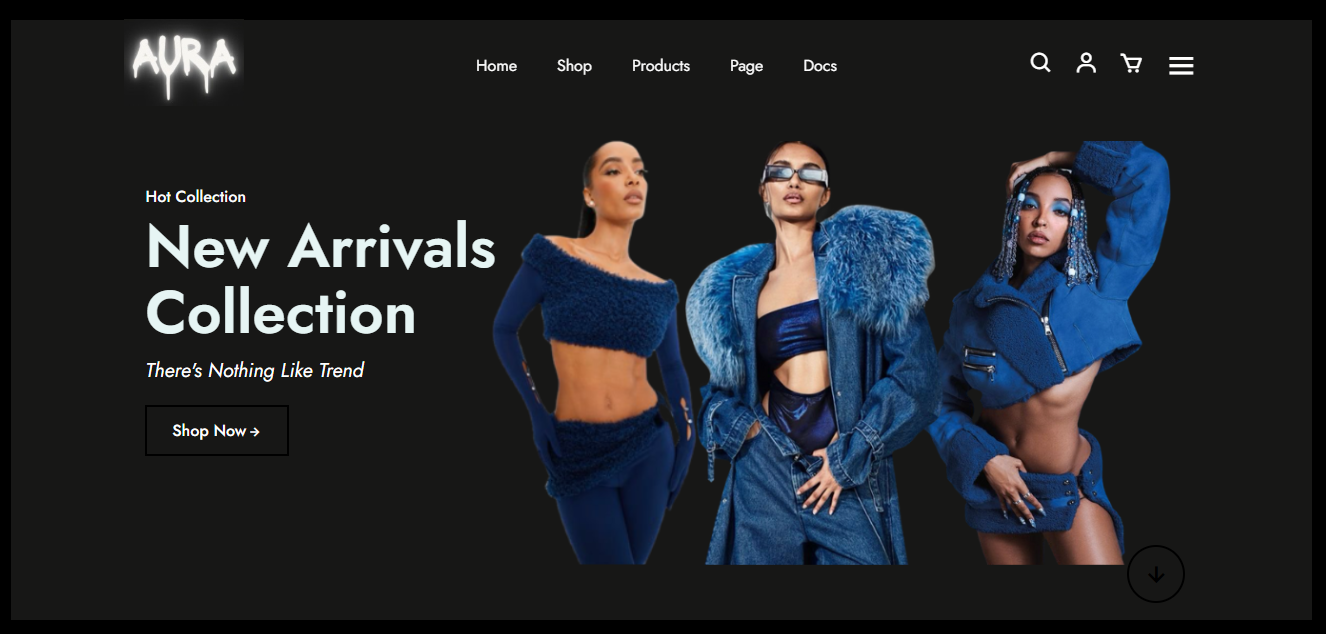 AURA
Home Shop Products Page Docs
Hot Collection
New Arrivals
Collection
There's Nothing Like Trend
Shop Now →